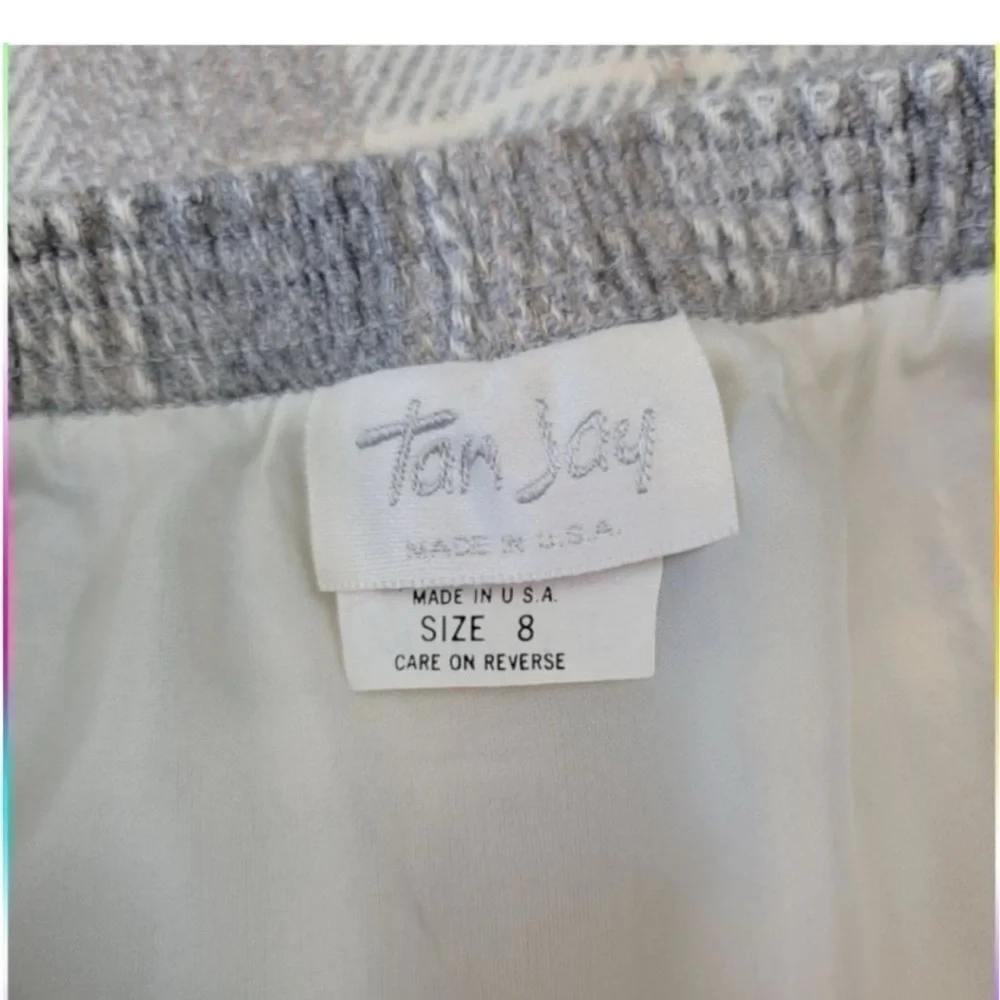 Tan Jay
MADE IN U.S.A.
MADE IN U S.A.
SIZE 8
CARE ON REVERSE